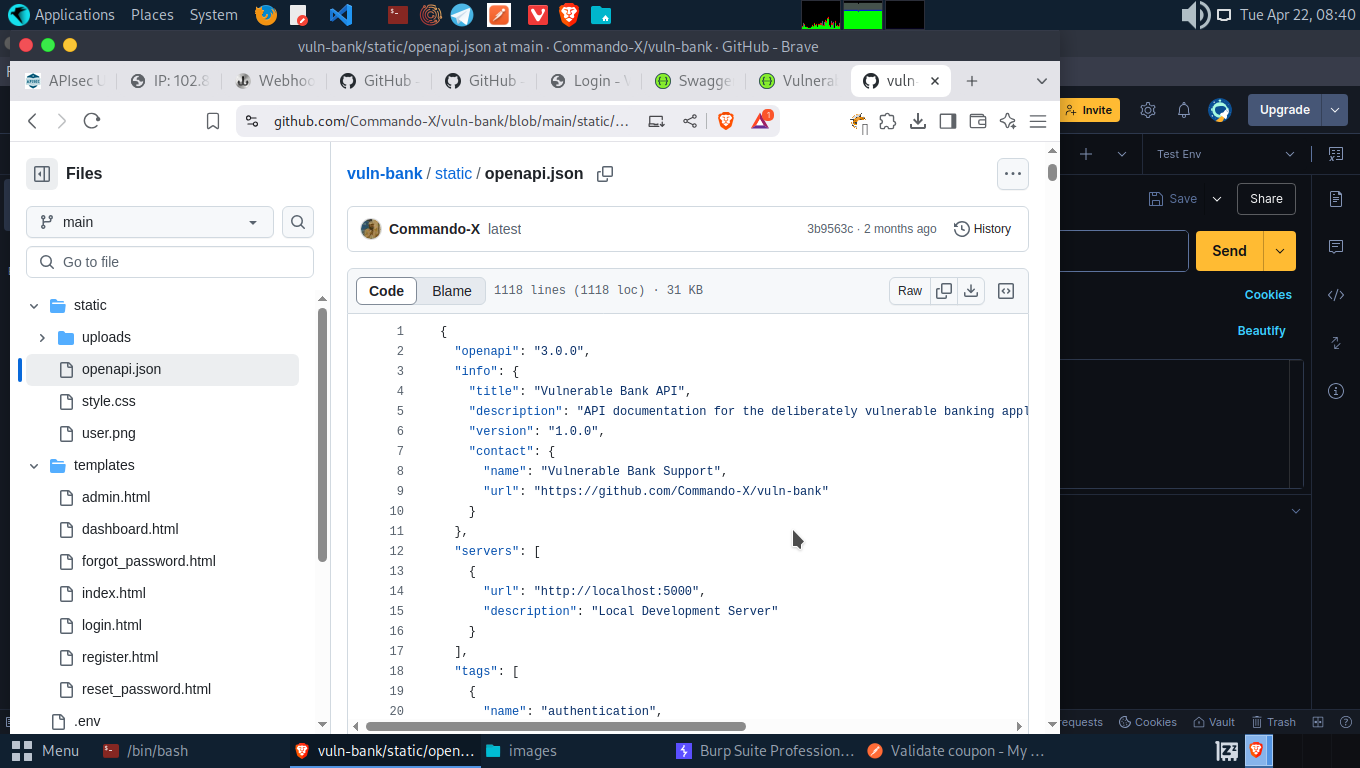 Applications Places System Tue Apr 22, 08:40
vuln-bank/static/openapi.json at main · Commando-X/vuln-bank · GitHub - Brave
APIsec U IP: 102.8 Webhoo GitHub - GitHub - Login - V Swagge Vulnera vuln-
github.com/Commando-X/vuln-bank/blob/main/static/... 1
Invite Upgrade
Test Env
Files
vuln-bank / static / openapi.json
main
Save Share
Commando-X latest 3b9563c · 2 months ago History
Go to file
Send
Code Blame 1118 lines (1118 loc) · 31 KB Raw
Cookies
static
Beautify
uploads
openapi.json
style.css
user.png
templates
admin.html
dashboard.html
forgot_password.html
index.html
login.html
register.html
reset_password.html
.env
1 {
2 "openapi": "3.0.0",
3 "info": {
4 "title": "Vulnerable Bank API",
5 "description": "API documentation for the deliberately vulnerable banking appl
6 "version": "1.0.0",
7 "contact": {
8 "name": "Vulnerable Bank Support",
9 "url": "https://github.com/Commando-X/vuln-bank"
10 }
11 },
12 "servers": [
13 {
14 "url": "http://localhost:5000",
15 "description": "Local Development Server"
16 }
17 ],
18 "tags": [
19 {
20 "name": "authentication",
equests Cookies Vault Trash
Menu /bin/bash vuln-bank/static/open... images Burp Suite Profession... Validate coupon - My ...